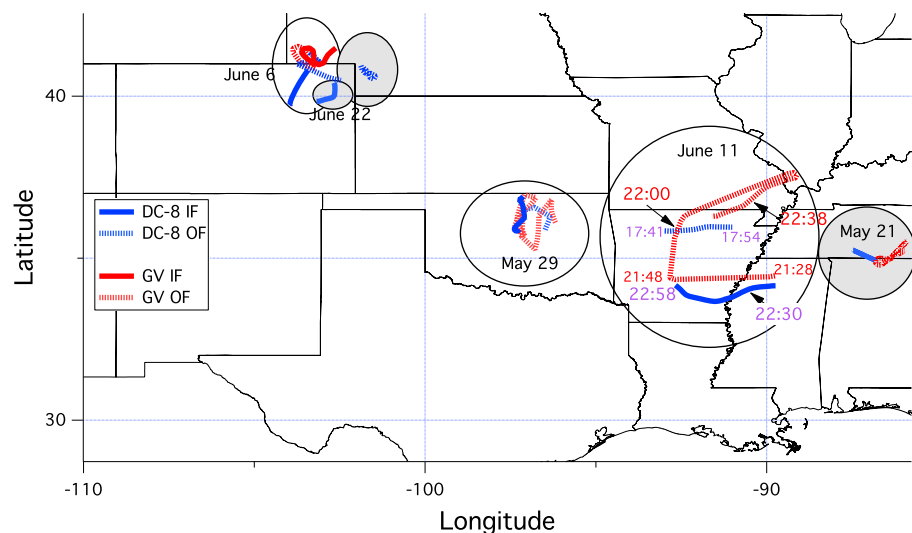 June 6
June 22
40
June 11
22:00
22:38
17:41
17:54
May 21
May 29
21:48
21:28
22:58
22:30
DC-8 IF
DC-8 OF
GV IF
GV OF
Latitude
30
-110
-100
-90
Longitude